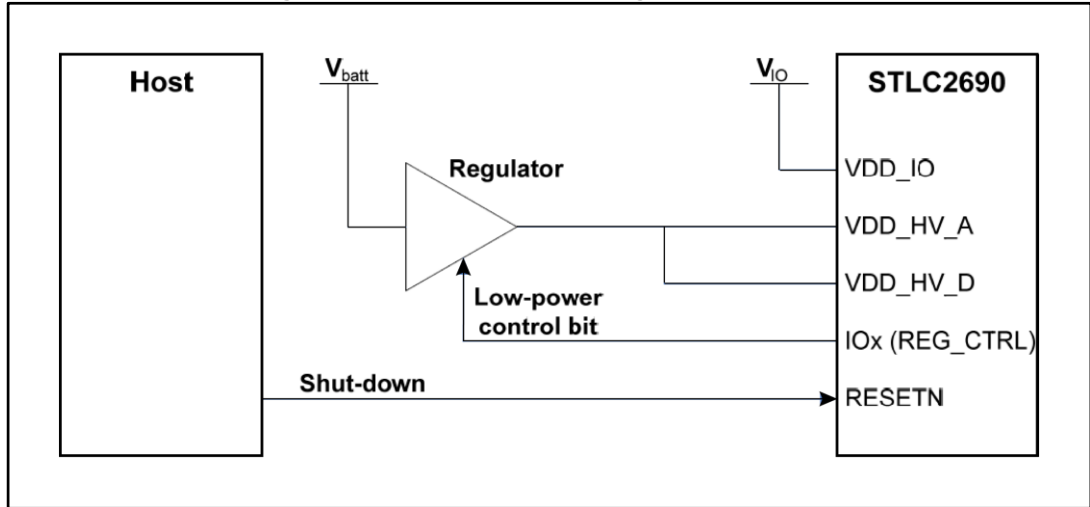 Host
Vbatt
VIO
STLC2690
Regulator
VDD_IO
VDD_HV_A
VDD_HV_D
Low-power
control bit
IOx (REG_CTRL)
Shut-down
RESETN